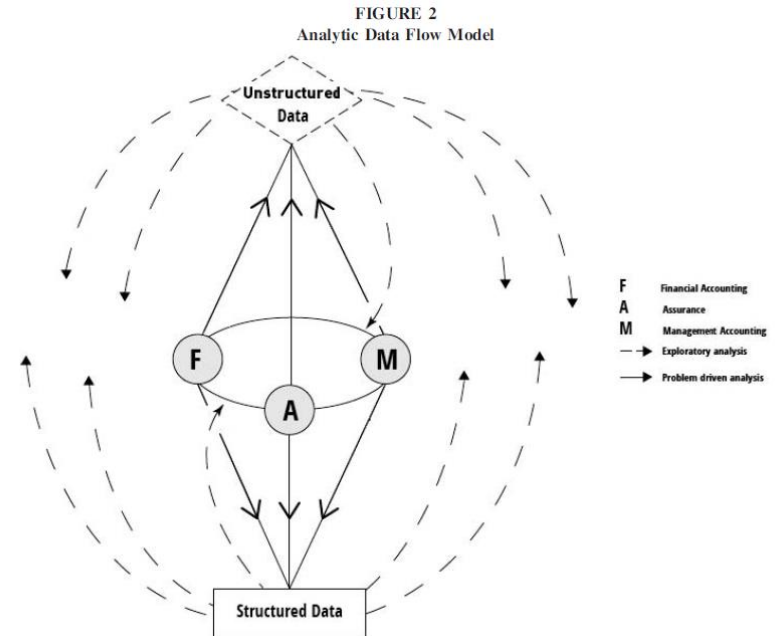 FIGURE 2
Analytic Data Flow Model
Unstructured
Data
F
M
A
Structured Data
F Financial Accounting
A Assurance
M Management Accounting
Exploratory analysis
Problem driven analysis